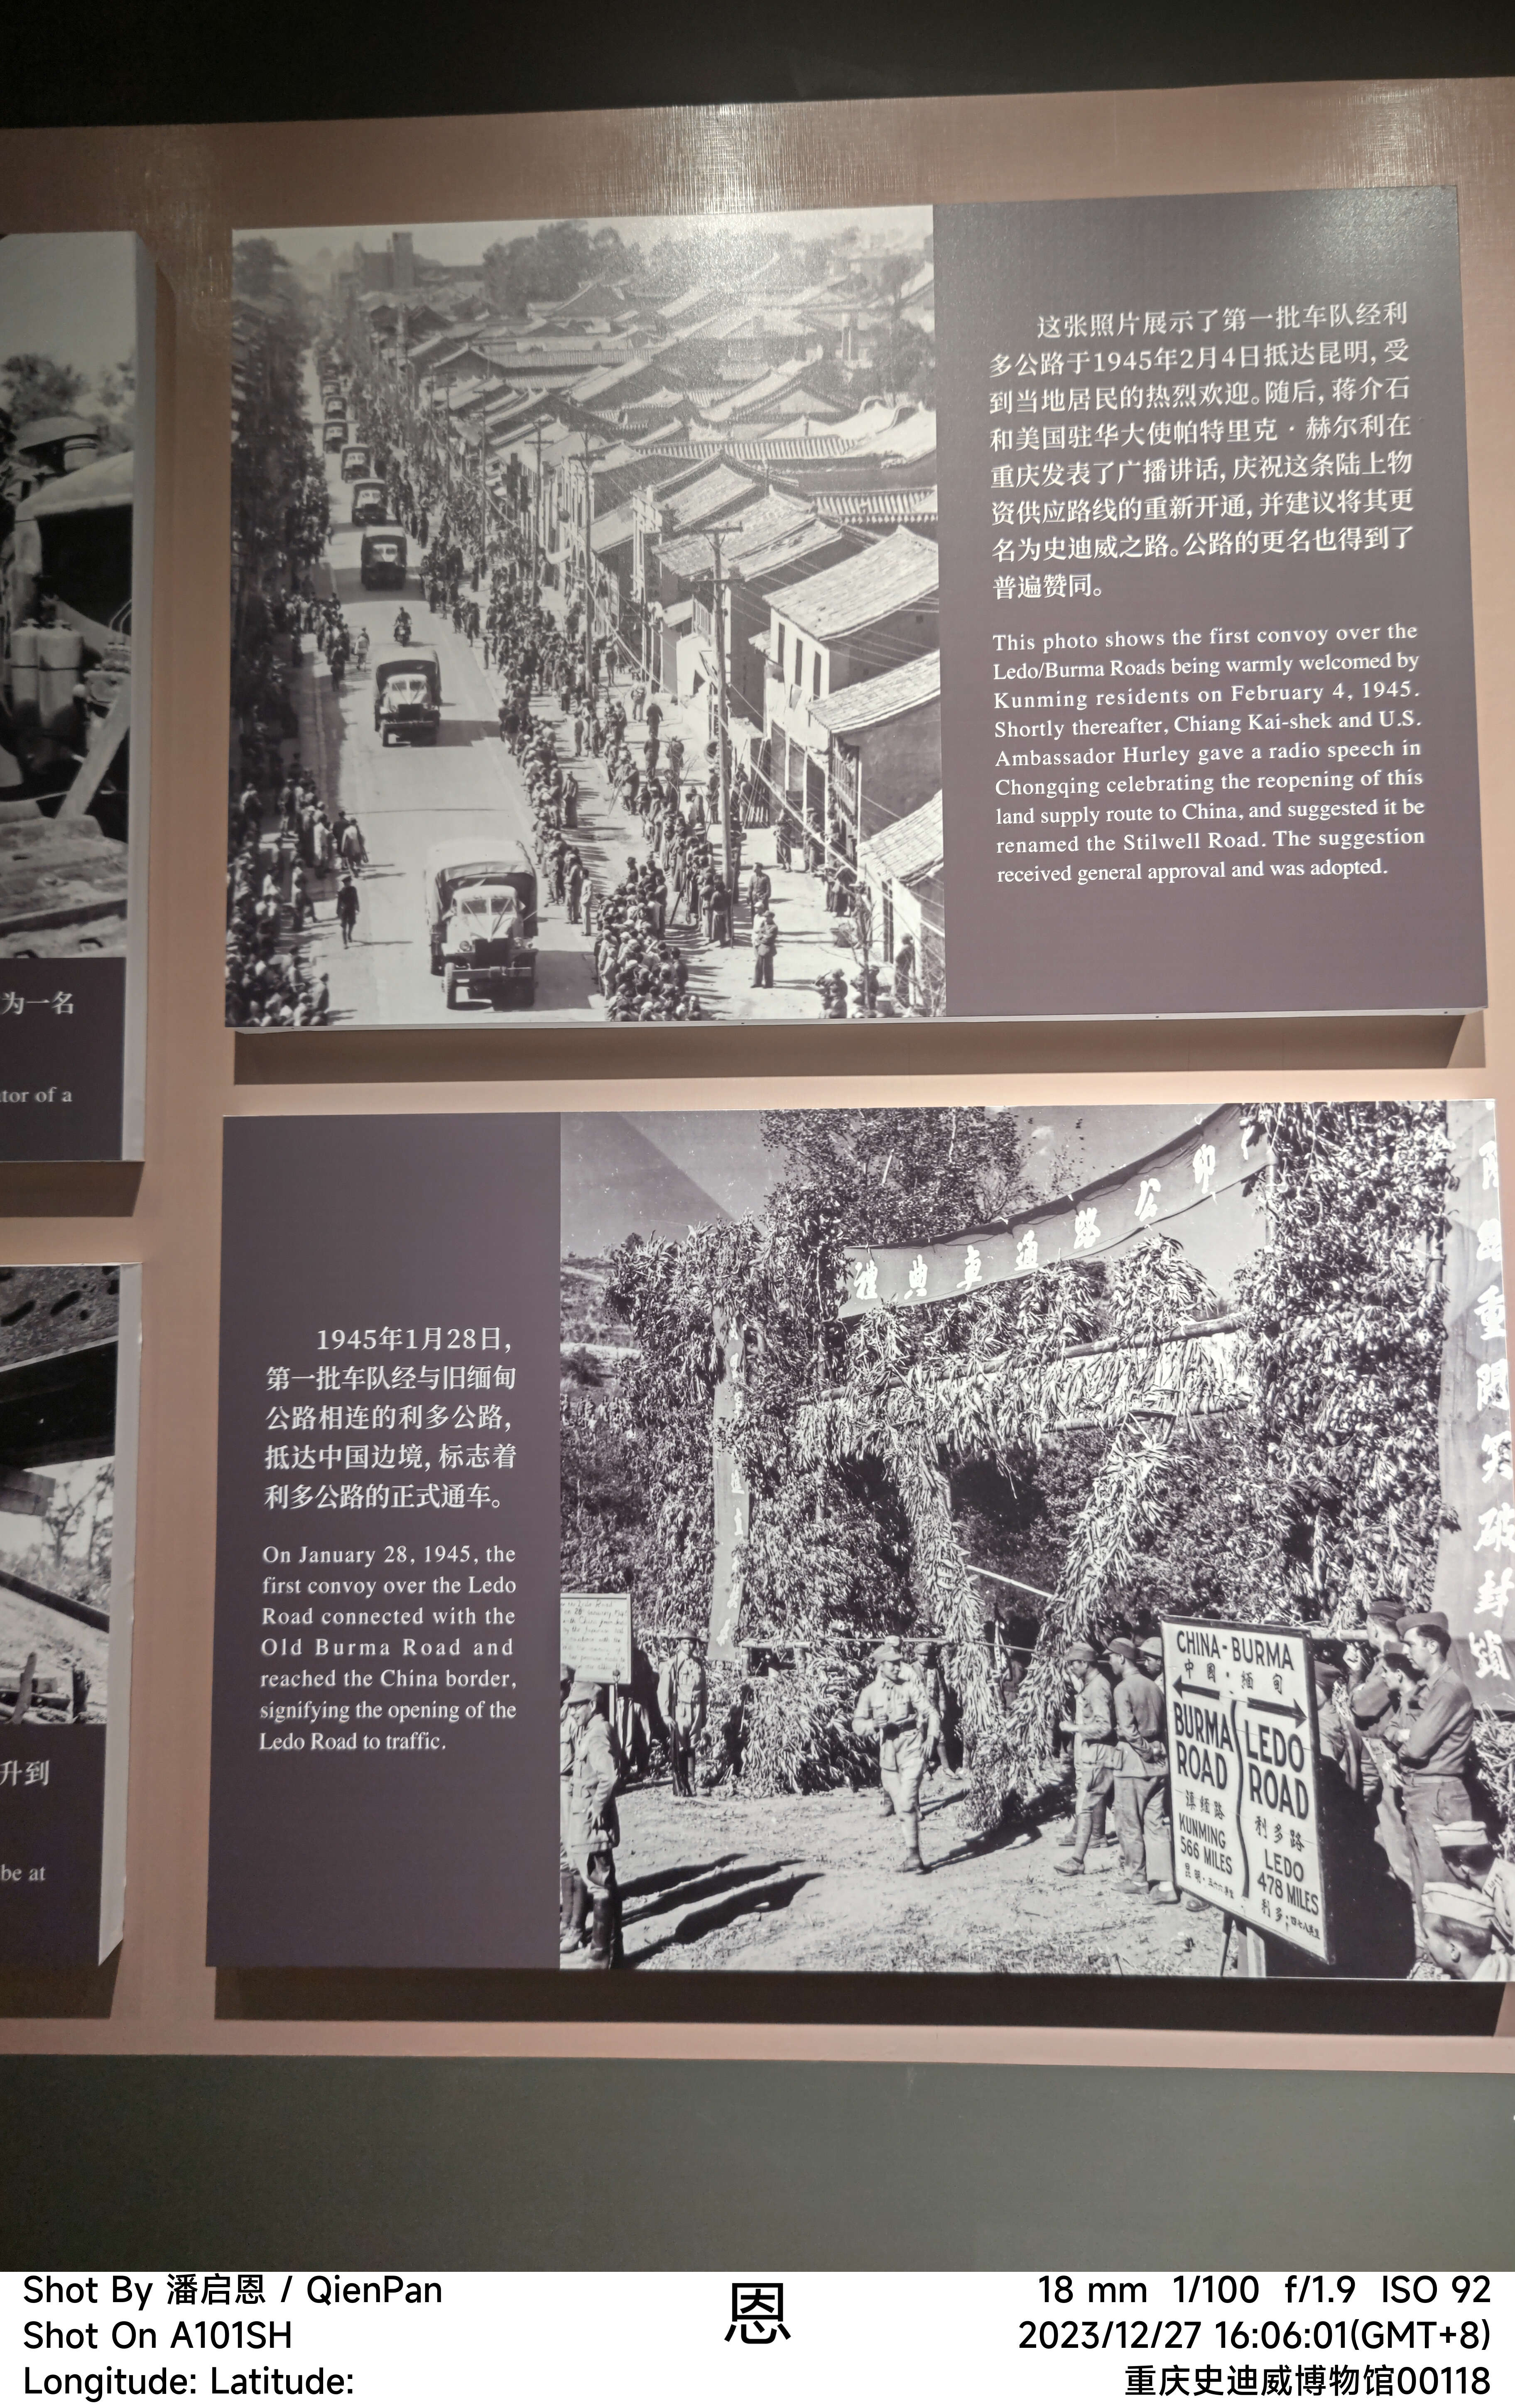 这张照片展示了第一批车队经利
多公路于1945年2月4日抵达昆明，受
到当地居民的热烈欢迎。随后，蒋介石
和美国驻华大使帕特里克·赫尔利在
重庆发表了广播讲话，庆祝这条陆上物
资供应路线的重新开通，并建议将其更
名为史迪威之路。公路的更名也得到了
普遍赞同。
This photo shows the first convoy over the
Ledo/Burma Roads being warmly welcomed by
Kunming residents on February 4, 1945.
Shortly thereafter, Chiang Kai-shek and U.S.
Ambassador Hurley gave a radio speech in
Chongqing celebrating the reopening of this
land supply route to China, and suggested it be
renamed the Stilwell Road. The suggestion
received general approval and was adopted.
为一名
tor of a
升到
be at
1945年1月28日，
第一批车队经与旧缅甸
公路相连的利多公路，
抵达中国边境，标志着
利多公路的正式通车。
On January 28, 1945, the
first convoy over the Ledo
Road connected with the
Old Burma Road and
reached the China border,
signifying the opening of the
Ledo Road to traffic.
印公路通車典禮
重關突破封鎖
CHINA-BURMA
中國·緬甸
BURMA
ROAD
滇緬路
KUNMING
566 MILES
LEDO
ROAD
利多路
LEDO
478 MILES
Shot By 潘启恩 / QienPan
Shot On A101SH
Longitude: Latitude:
恩
18 mm 1/100 f/1.9 ISO 92
2023/12/27 16:06:01(GMT+8)
重庆史迪威博物馆00118